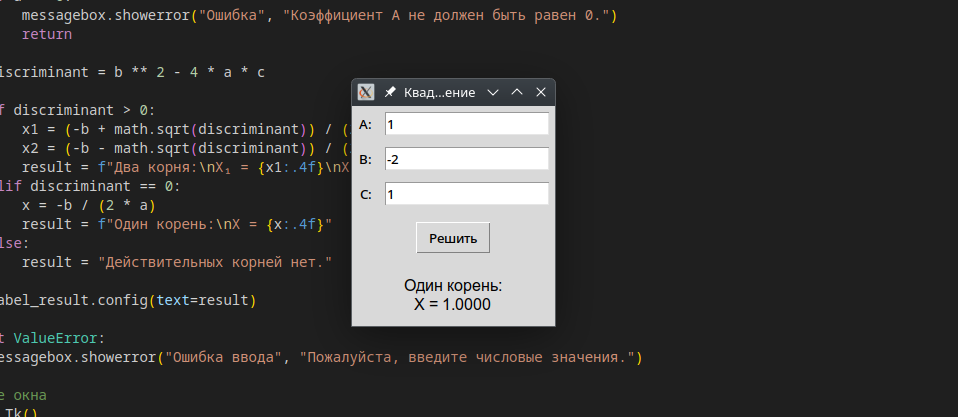 messagebox.showerror("Ошибка", "Коэффициент A не должен быть равен 0.")
return
iscriminant = b ** 2 - 4 * a * c
f discriminant > 0:
x1 = (-b + math.sqrt(discriminant)) / (
x2 = (-b - math.sqrt(discriminant)) / (
result = f"Два корня:\nX₁ = {x1:.4f}\nX
lif discriminant == 0:
x = -b / (2 * a)
result = f"Один корень:\nX = {x:.4f}"
lse:
result = "Действительных корней нет."
abel_result.config(text=result)
t ValueError:
essagebox.showerror("Ошибка ввода", "Пожалуйста, введите числовые значения.")
е окна
Tk()
Квад...ение
A: 1
B: -2
C: 1
Решить
Один корень:
X = 1.0000